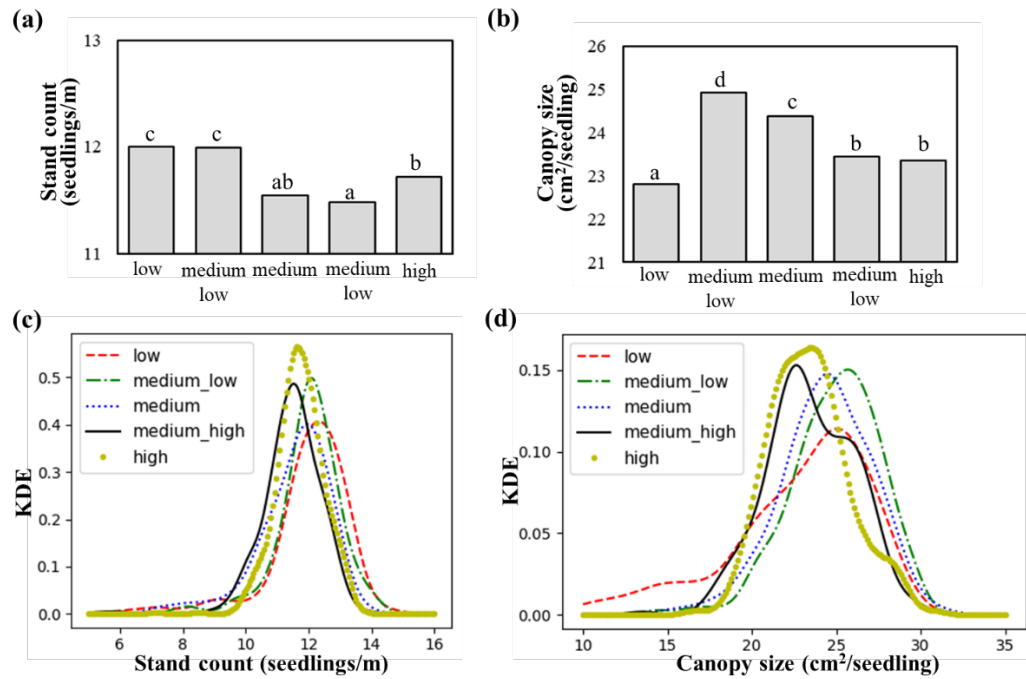 (a)
Stand count
(seedlings/m)
13
12
11
c
c
ab
a
b
low
medium
low
medium
medium
low
high
(b)
Canopy size
(cm²/seedling)
26
25
24
23
22
21
a
d
c
b
b
low
medium
low
medium
medium
low
high
(c)
KDE
0.5
0.4
0.3
0.2
0.1
0.0
low
medium_low
medium
medium_high
high
6
8
10
12
14
16
Stand count (seedlings/m)
(d)
KDE
0.15
0.10
0.05
0.00
low
medium_low
medium
medium_high
high
10
15
20
25
30
35
Canopy size (cm²/seedling)